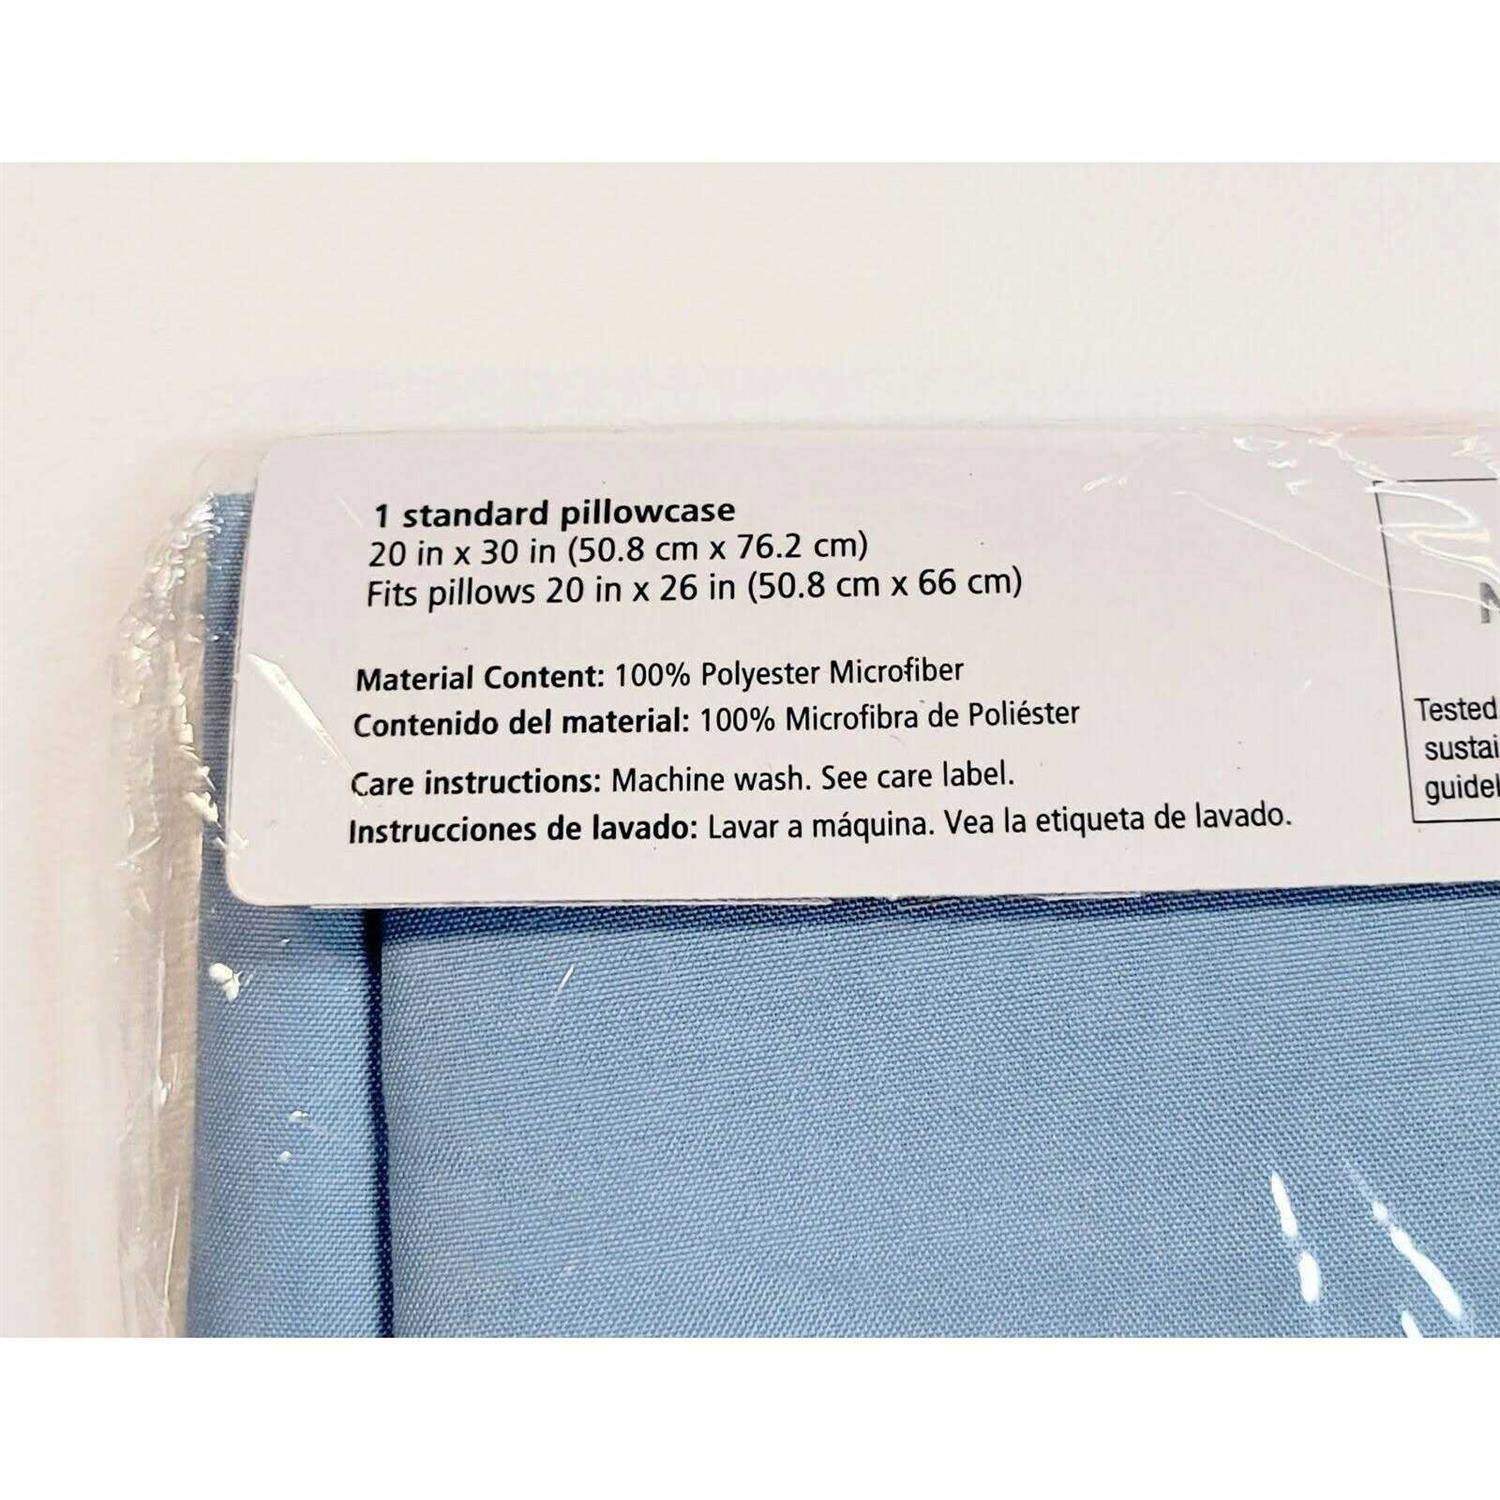 1 standard pillowcase
20 in x 30 in (50.8 cm x 76.2 cm)
Fits pillows 20 in x 26 in (50.8 cm x 66 cm)
Material Content: 100% Polyester Microfiber
Contenido del material: 100% Microfibra de Poliéster
Care instructions: Machine wash. See care label.
Instrucciones de lavado: Lavar a máquina. Vea la etiqueta de lavado.
Tested